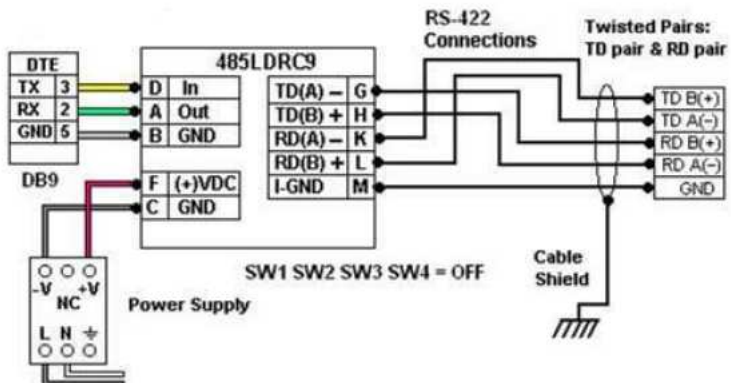 RS-422
Connections
Twisted Pairs:
TD pair & RD pair
DTE
TX 3
RX 2
GND 5
DB9
485LDRC9
D In
A Out
B GND
F (+)VDC
C GND
TD(A) – G
TD(B) + H
RD(A) – K
RD(B) + L
I-GND M
TD B(+)
TD A(-)
RD B(+)
RD A(-)
GND
SW1 SW2 SW3 SW4 = OFF
Cable
Shield
-V +V
NC
L N
Power Supply